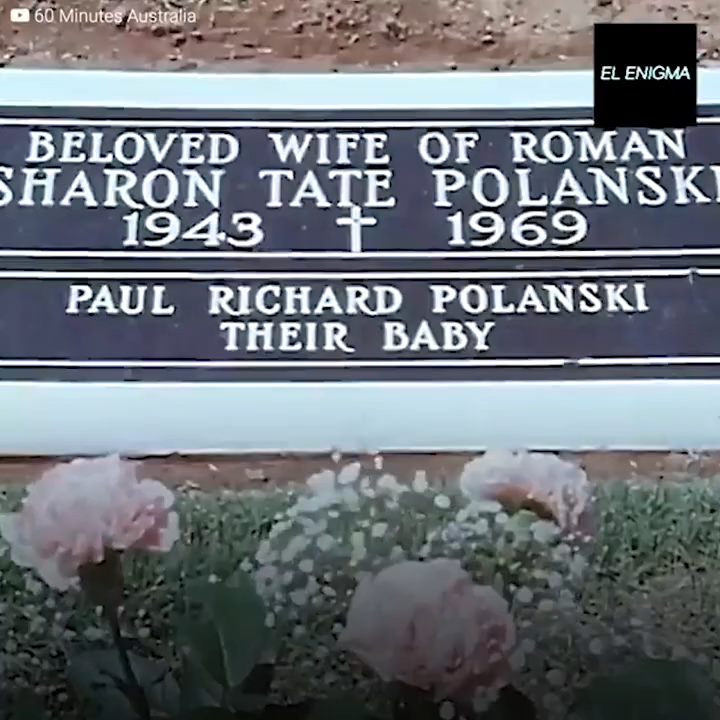 60 Minutes Australia
EL ENIGMA
BELOVED WIFE OF ROMAN
SHARON TATE POLANSKI
1943 1969
PAUL RICHARD POLANSKI
THEIR BABY